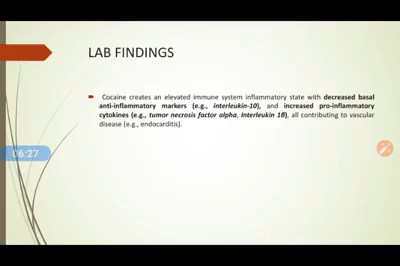 LAB FINDINGS
Cocaine creates an elevated immune system inflammatory state with decreased basal
anti-inflammatory markers (e.g., interleukin-10), and increased pro-inflammatory
cytokines (e.g., tumor necrosis factor alpha, Interleukin 1ß), all contributing to vascular
disease (e.g., endocarditis).
06:27